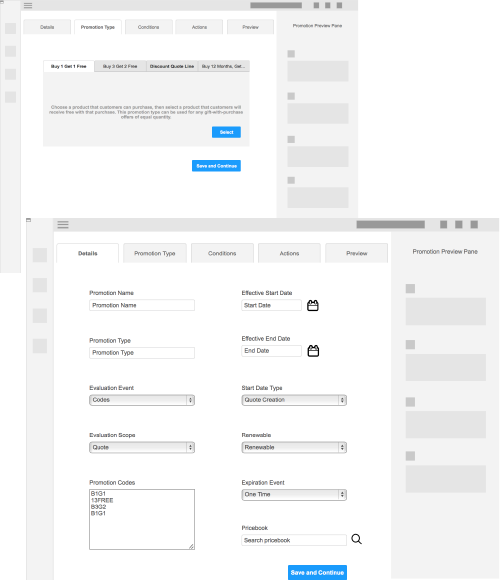 Details
Promotion Type
Conditions
Actions
Preview
Promotion Preview Pane
Buy 1 Get 1 Free
Buy 3 Get 2 Free
Discount Quote Line
Buy 12 Months, Get...
Choose a product that customers can purchase, then select a product that customers will
receive free with that purchase. This promotion type can be used for any gift-with-purchase
offers of equal quantity.
Select
Save and Continue
Details
Promotion Type
Conditions
Actions
Preview
Promotion Preview Pane
Promotion Name
Promotion Name
Effective Start Date
Start Date
Promotion Type
Promotion Type
Effective End Date
End Date
Evaluation Event
Codes
Start Date Type
Quote Creation
Evaluation Scope
Quote
Renewable
Renewable
Promotion Codes
B1G1
13FREE
B3G2
B1G1
Expiration Event
One Time
Pricebook
Search pricebook
Save and Continue